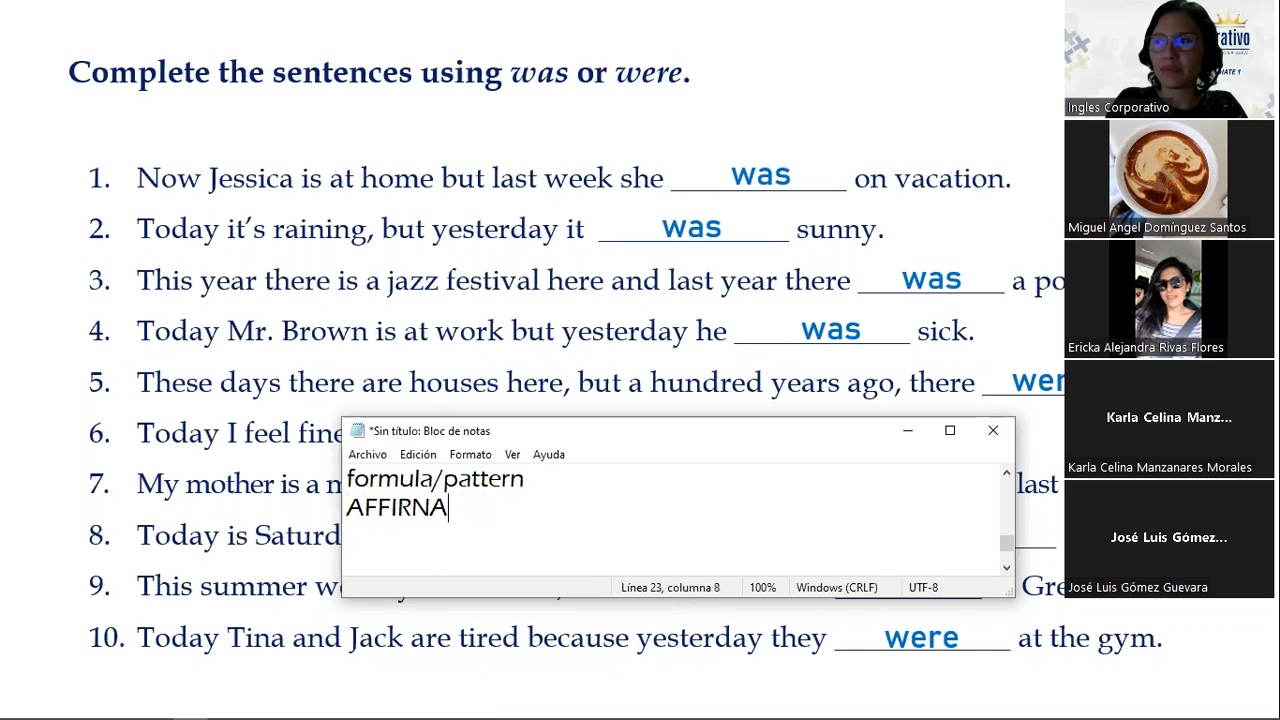 Complete the sentences using was or were.
1. Now Jessica is at home but last week she was on vacation.
2. Today it's raining, but yesterday it was sunny.
3. This year there is a jazz festival here and last year there was a po
4. Today Mr. Brown is at work but yesterday he was sick.
5. These days there are houses here, but a hundred years ago, there wer
6. Today I feel fine
7. My mother is a last
8. Today is Saturd
9. This summer Gre
10. Today Tina and Jack are tired because yesterday they were at the gym.
*Sin título: Bloc de notas
Archivo Edición Formato Ver Ayuda
formula/pattern
AFFIRNA
Línea 23, columna 8 100% Windows (CRLF) UTF-8
rativo
IATE 1
Ingles Corporativo
Miguel Angel Domínguez Santos
Ericka Alejandra Rivas Flores
Karla Celina Manz...
Karla Celina Manzanares Morales
José Luis Gómez...
José Luis Gómez Guevara